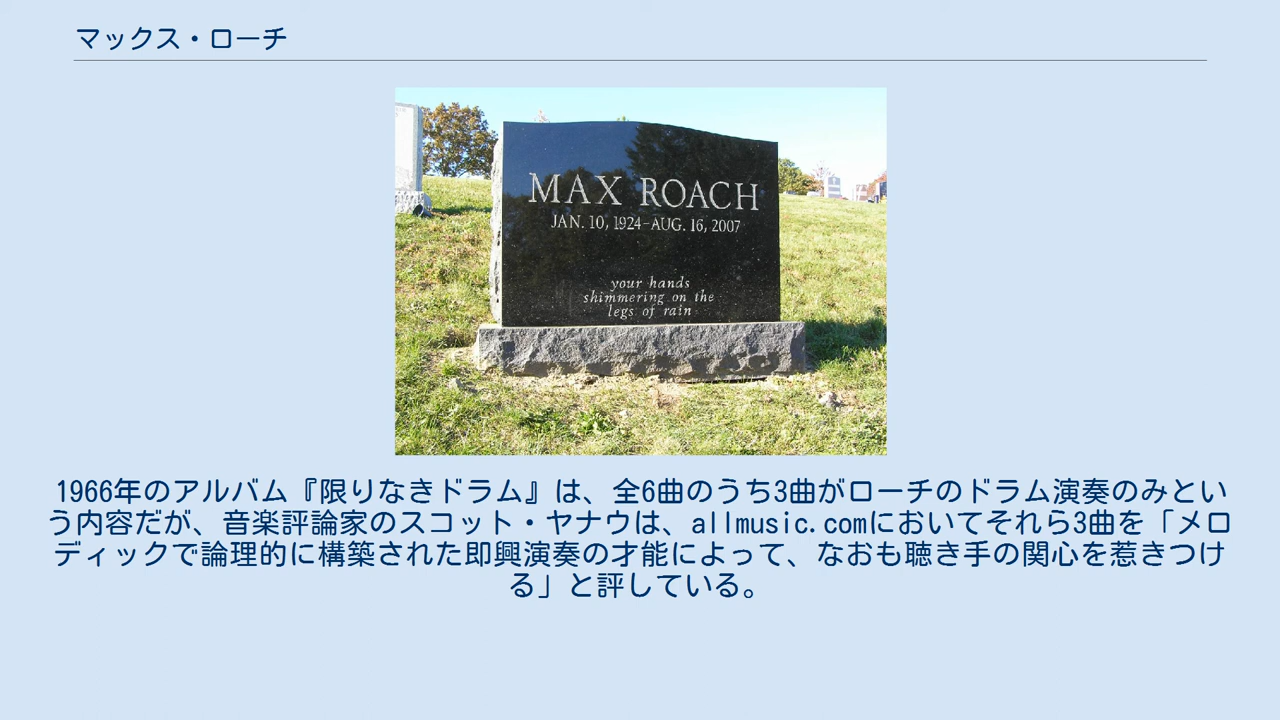 マックス・ローチ
MAX ROACH
JAN. 10, 1924-AUG. 16, 2007
your hands
shimmering on the
legs of rain
1966年のアルバム『限りなきドラム』は、全6曲のうち3曲がローチのドラム演奏のみとい
う内容だが、音楽評論家のスコット・ヤナウは、allmusic.comにおいてそれら3曲を「メロ
ディックで論理的に構築された即興演奏の才能によって、なおも聴き手の関心を惹きつけ
る」と評している。